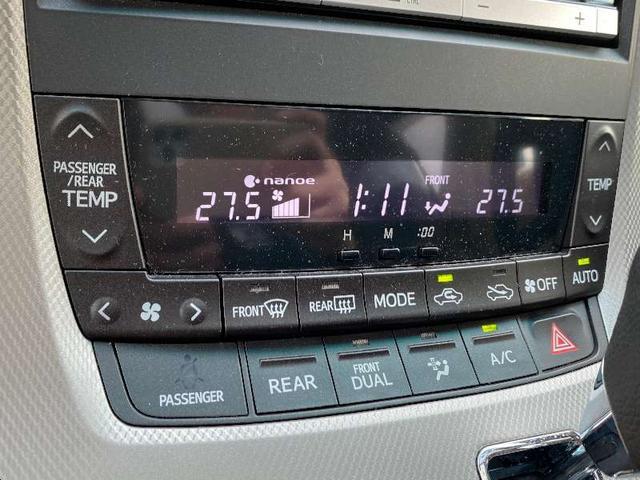 CTRL
−
+
PASSENGER
/REAR
TEMP
nanoe
FRONT
27.5
1:11
27.5
TEMP
H M :00
FRONT
REAR
MODE
OFF
AUTO
PASSENGER
REAR
FRONT
DUAL
A/C